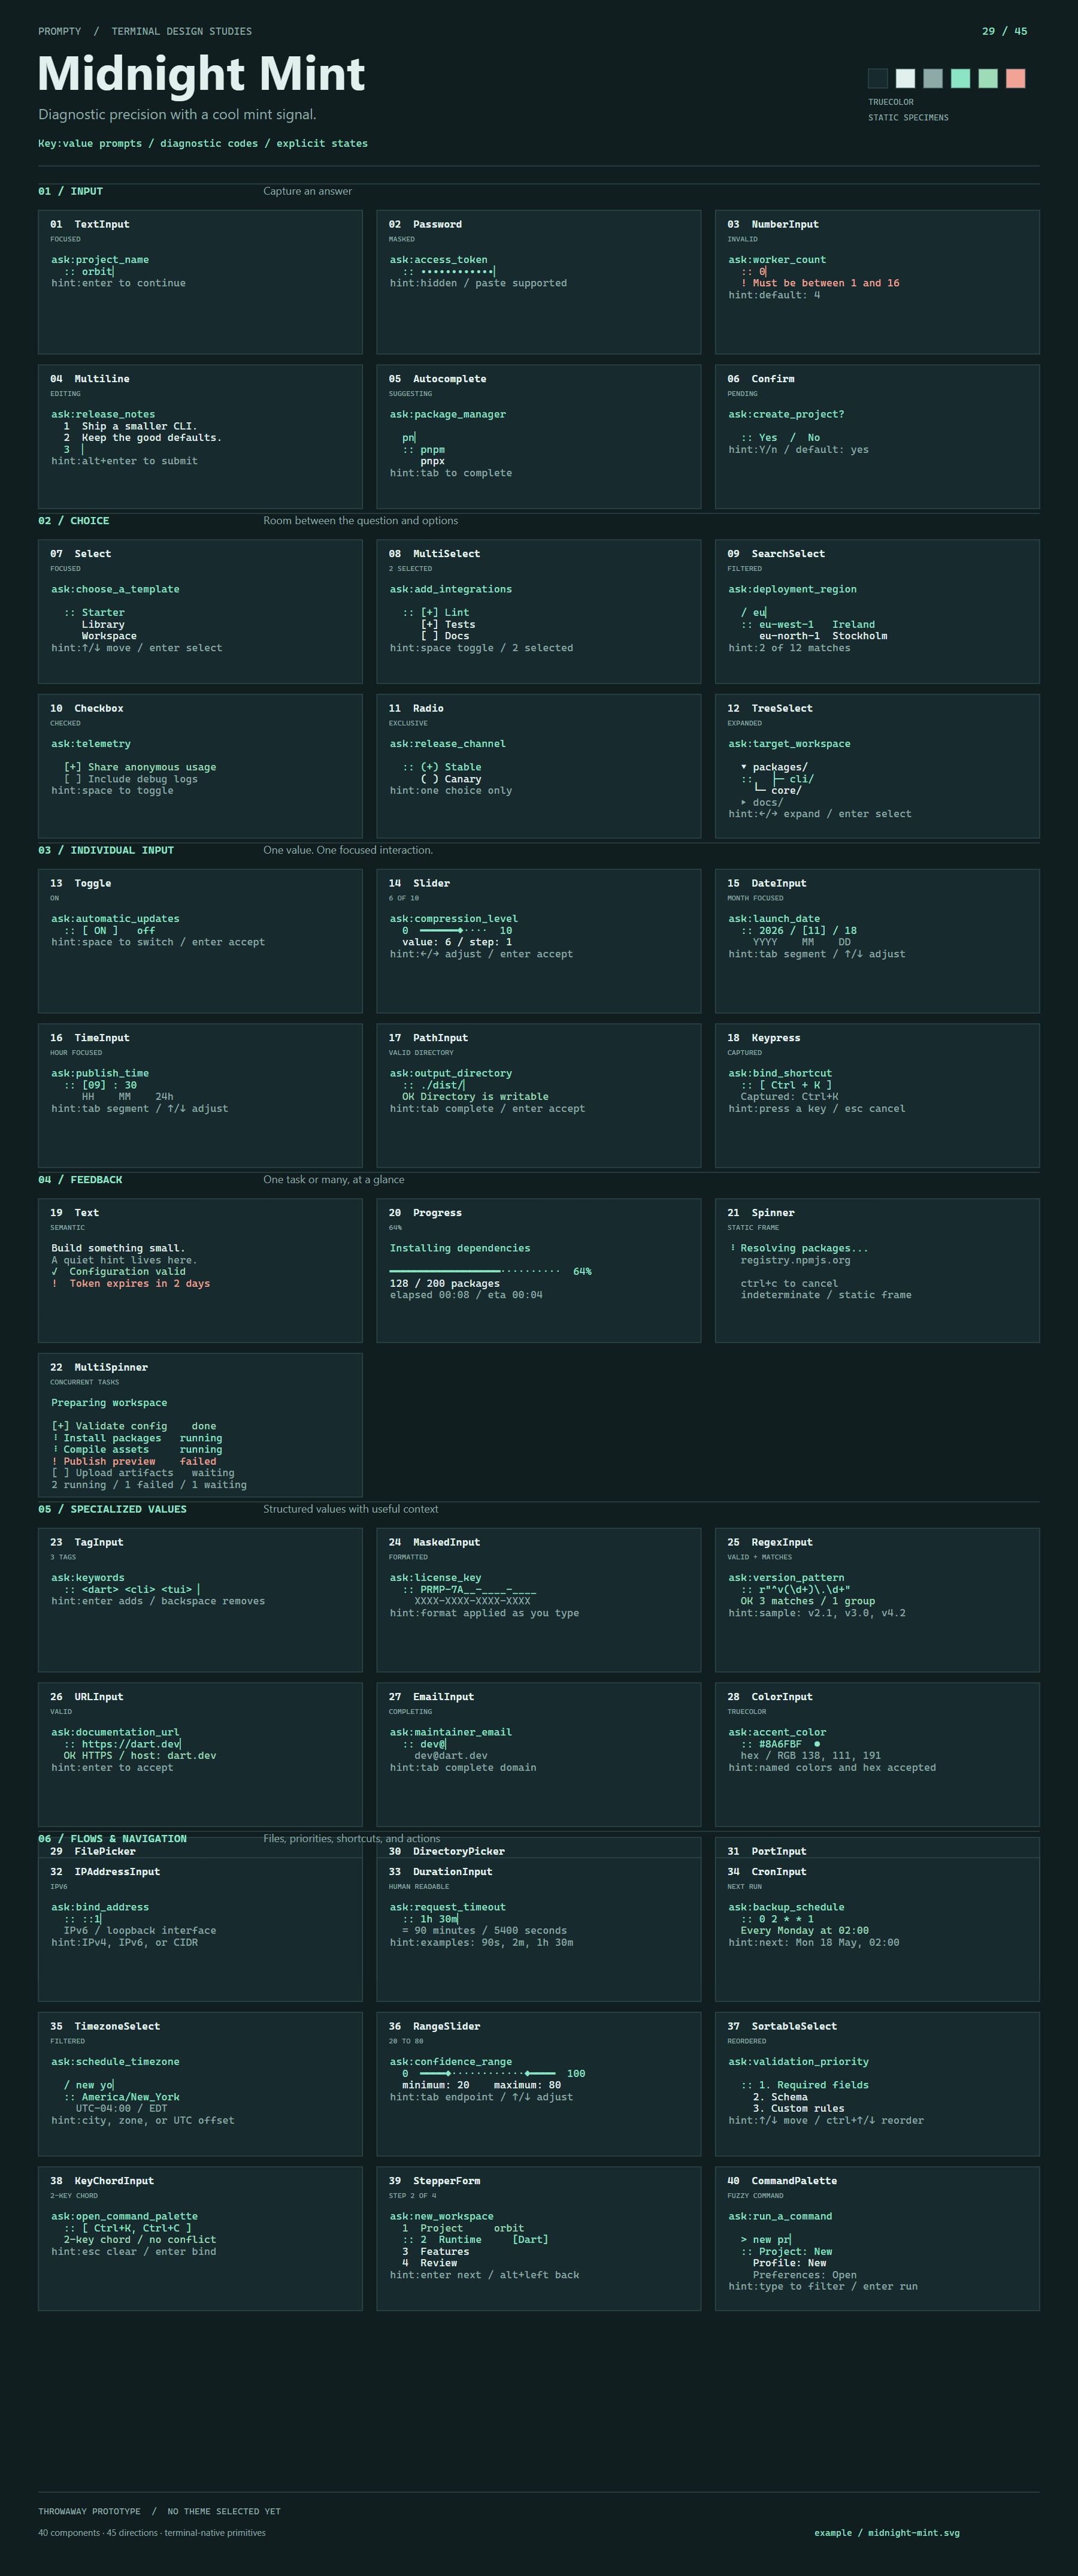 PROMPTY / TERMINAL DESIGN STUDIES
29 / 45
Midnight Mint
Diagnostic precision with a cool mint signal.
TRUECOLOR
STATIC SPECIMENS
Key:value prompts / diagnostic codes / explicit states
01 / INPUT
Capture an answer
01 TextInput
FOCUSED
ask:project_name
:: orbit
hint:enter to continue
02 Password
MASKED
ask:access_token
:: ••••••••••••
hint:hidden / paste supported
03 NumberInput
INVALID
ask:worker_count
:: 0
! Must be between 1 and 16
hint:default: 4
04 Multiline
EDITING
ask:release_notes
1 Ship a smaller CLI.
2 Keep the good defaults.
3
hint:alt+enter to submit
05 Autocomplete
SUGGESTING
ask:package_manager
pn
:: pnpm
pnpx
hint:tab to complete
06 Confirm
PENDING
ask:create_project?
:: Yes / No
hint:Y/n / default: yes
02 / CHOICE
Room between the question and options
07 Select
FOCUSED
ask:choose_a_template
:: Starter
Library
Workspace
hint:↑/↓ move / enter select
08 MultiSelect
2 SELECTED
ask:add_integrations
:: [+] Lint
[+] Tests
[ ] Docs
hint:space toggle / 2 selected
09 SearchSelect
FILTERED
ask:deployment_region
/ eu
:: eu-west-1 Ireland
eu-north-1 Stockholm
hint:2 of 12 matches
10 Checkbox
CHECKED
ask:telemetry
[+] Share anonymous usage
[ ] Include debug logs
hint:space to toggle
11 Radio
EXCLUSIVE
ask:release_channel
:: (+) Stable
( ) Canary
hint:one choice only
12 TreeSelect
EXPANDED
ask:target_workspace
▾ packages/
:: ├─ cli/
└─ core/
▸ docs/
hint:←/→ expand / enter select
03 / INDIVIDUAL INPUT
One value. One focused interaction.
13 Toggle
ON
ask:automatic_updates
:: [ ON ] off
hint:space to switch / enter accept
14 Slider
6 OF 10
ask:compression_level
0 ━━━━━━◆···· 10
value: 6 / step: 1
hint:←/→ adjust / enter accept
15 DateInput
MONTH FOCUSED
ask:launch_date
:: 2026 / [11] / 18
YYYY MM DD
hint:tab segment / ↑/↓ adjust
16 TimeInput
HOUR FOCUSED
ask:publish_time
:: [09] : 30
HH MM 24h
hint:tab segment / ↑/↓ adjust
17 PathInput
VALID DIRECTORY
ask:output_directory
:: ./dist/
OK Directory is writable
hint:tab complete / enter accept
18 Keypress
CAPTURED
ask:bind_shortcut
:: [ Ctrl + K ]
Captured: Ctrl+K
hint:press a key / esc cancel
04 / FEEDBACK
One task or many, at a glance
19 Text
SEMANTIC
Build something small.
A quiet hint lives here.
✓ Configuration valid
! Token expires in 2 days
20 Progress
64%
Installing dependencies
━━━━━━━━━━━━━━━━━━·········· 64%
128 / 200 packages
elapsed 00:08 / eta 00:04
21 Spinner
STATIC FRAME
⠸ Resolving packages...
registry.npmjs.org
ctrl+c to cancel
indeterminate / static frame
22 MultiSpinner
CONCURRENT TASKS
Preparing workspace
[+] Validate config done
⠸ Install packages running
⠸ Compile assets running
! Publish preview failed
[ ] Upload artifacts waiting
2 running / 1 failed / 1 waiting
05 / SPECIALIZED VALUES
Structured values with useful context
23 TagInput
3 TAGS
ask:keywords
:: <dart> <cli> <tui>
hint:enter adds / backspace removes
24 MaskedInput
FORMATTED
ask:license_key
:: PRMP-7A__-____-____
XXXX-XXXX-XXXX-XXXX
hint:format applied as you type
25 RegexInput
VALID + MATCHES
ask:version_pattern
:: r"^v(\d+)\.\d+"
OK 3 matches / 1 group
hint:sample: v2.1, v3.0, v4.2
26 URLInput
VALID
ask:documentation_url
:: https://dart.dev
OK HTTPS / host: dart.dev
hint:enter to accept
27 EmailInput
COMPLETING
ask:maintainer_email
:: dev@
dev@dart.dev
hint:tab complete domain
28 ColorInput
TRUECOLOR
ask:accent_color
:: #8A6FBF ●
hex / RGB 138, 111, 191
hint:named colors and hex accepted
06 / FLOWS & NAVIGATION
Files, priorities, shortcuts, and actions
29 FilePicker
30 DirectoryPicker
31 PortInput
32 IPAddressInput
IPV6
ask:bind_address
:: ::1
IPv6 / loopback interface
hint:IPv4, IPv6, or CIDR
33 DurationInput
HUMAN READABLE
ask:request_timeout
:: 1h 30m
= 90 minutes / 5400 seconds
hint:examples: 90s, 2m, 1h 30m
34 CronInput
NEXT RUN
ask:backup_schedule
:: 0 2 * * 1
Every Monday at 02:00
hint:next: Mon 18 May, 02:00
35 TimezoneSelect
FILTERED
ask:schedule_timezone
/ new yo
:: America/New_York
UTC-04:00 / EDT
hint:city, zone, or UTC offset
36 RangeSlider
20 TO 80
ask:confidence_range
0 ━━━━◆············◆━━━━ 100
minimum: 20 maximum: 80
hint:tab endpoint / ↑/↓ adjust
37 SortableSelect
REORDERED
ask:validation_priority
:: 1. Required fields
2. Schema
3. Custom rules
hint:↑/↓ move / ctrl+↑/↓ reorder
38 KeyChordInput
2-KEY CHORD
ask:open_command_palette
:: [ Ctrl+K, Ctrl+C ]
2-key chord / no conflict
hint:esc clear / enter bind
39 StepperForm
STEP 2 OF 4
ask:new_workspace
1 Project orbit
:: 2 Runtime [Dart]
3 Features
4 Review
hint:enter next / alt+left back
40 CommandPalette
FUZZY COMMAND
ask:run_a_command
> new pr
:: Project: New
Profile: New
Preferences: Open
hint:type to filter / enter run
THROWAWAY PROTOTYPE / NO THEME SELECTED YET
40 components · 45 directions · terminal-native primitives
example / midnight-mint.svg